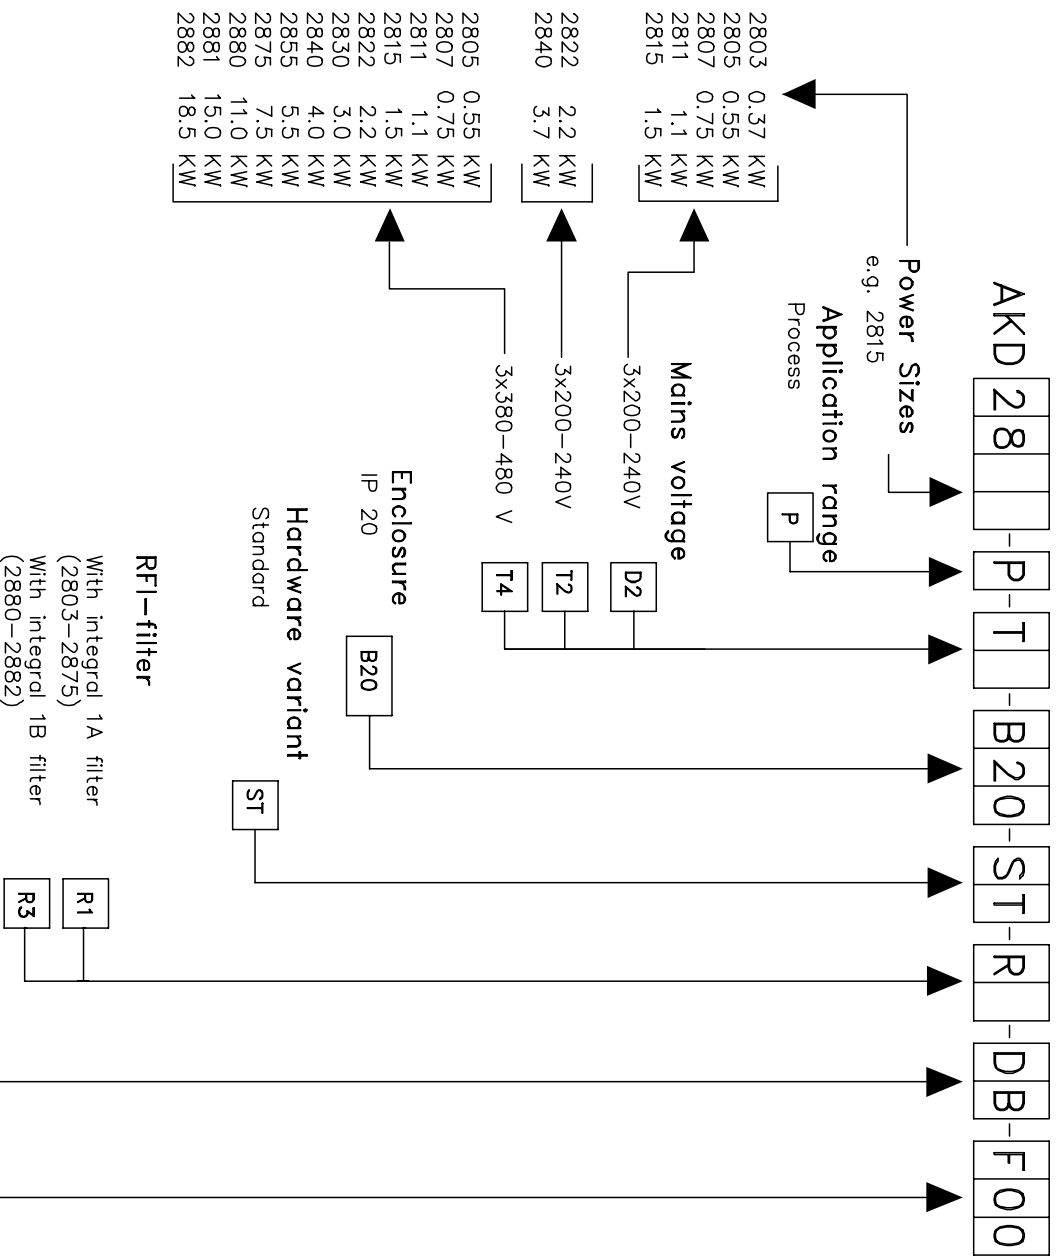 AKD 28 -P-T -B20-ST-R -DB-F00
Power Sizes
e.g. 2815
Application range
Process
P
2803 0.37 KW
2805 0.55 KW
2807 0.75 KW
2811 1.1 KW
2815 1.5 KW
2822 2.2 KW
2840 3.7 KW
2805 0.55 KW
2807 0.75 KW
2811 1.1 KW
2815 1.5 KW
2822 2.2 KW
2830 3.0 KW
2840 4.0 KW
2855 5.5 KW
2875 7.5 KW
2880 11.0 KW
2881 15.0 KW
2882 18.5 KW
Mains voltage
3x200-240V D2
3x200-240V T2
3x380-480 V T4
Enclosure
IP 20
B20
Hardware variant
Standard
ST
RFI-filter
With integral 1A filter
(2803-2875)
R1
With integral 1B filter
(2880-2882)
R3